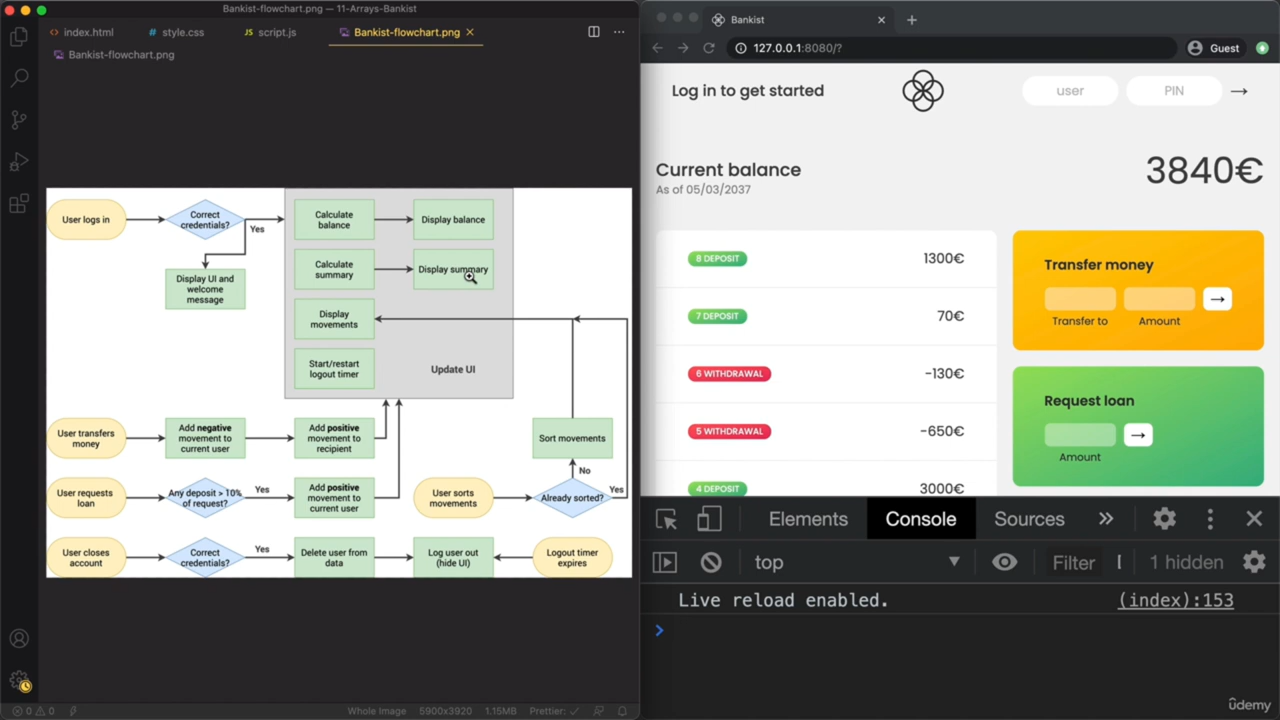 Bankist-flowchart.png — 11-Arrays-Bankist
index.html
style.css
script.js
Bankist-flowchart.png
Bankist-flowchart.png
User logs in
Correct
credentials?
Yes
Display UI and
welcome
message
Calculate
balance
Display balance
Calculate
summary
Display summary
Display
movements
Start/restart
logout timer
Update UI
User transfers
money
Add negative
movement to
current user
Add positive
movement to
recipient
Sort movements
No
User requests
loan
Any deposit > 10%
of request?
Yes
Add positive
movement to
current user
User sorts
movements
Already sorted?
Yes
User closes
account
Correct
credentials?
Yes
Delete user from
data
Log user out
(hide UI)
Logout timer
expires
0 0
Whole Image
5900x3920
1.15MB
Prettier: ✓
Bankist
127.0.0.1:8080/?
Guest
Log in to get started
user
PIN
→
Current balance
As of 05/03/2037
3840€
8 DEPOSIT
1300€
7 DEPOSIT
70€
6 WITHDRAWAL
-130€
5 WITHDRAWAL
-650€
4 DEPOSIT
3000€
Transfer money
→
Transfer to
Amount
Request loan
→
Amount
Elements
Console
Sources
»
top
Filter
1 hidden
Live reload enabled.
(index):153
ûdemy